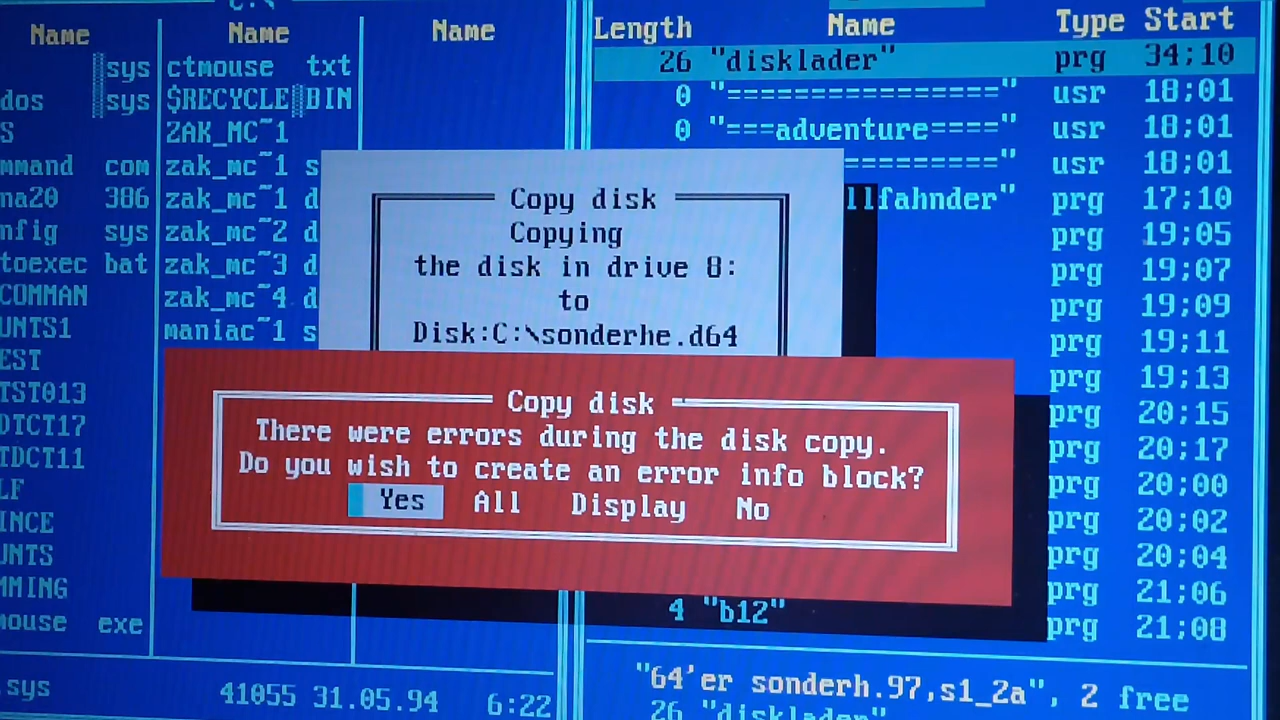 C:\
Name Name Name
sys ctmouse txt
dos sys $RECYCLE BIN
S ZAK_MC~1
mmand com zak_mc~1 s
ma20 386 zak_mc~1 d
nfig sys zak_mc~2 d
toexec bat zak_mc~3 d
COMMAN zak_mc~4 d
UNTS1 maniac~1 s
EST
TST013
DTCT17
TDCT11
LF
INCE
UNTS
MMING
mouse exe
sys 41055 31.05.94 6:22
Length Name Type Start
26 "disklader" prg 34;10
0 "================" usr 18;01
0 "===adventure====" usr 18;01
=========" usr 18;01
llfahnder" prg 17;10
prg 19;05
prg 19;07
prg 19;09
prg 19;11
prg 19;13
prg 20;15
prg 20;17
prg 20;00
prg 20;02
prg 20;04
prg 21;06
4 "b12" prg 21;08
"64'er sonderh.97,s1_2a", 2 free
26 "disklader"
Copy disk
Copying
the disk in drive 8:
to
Disk:C:\sonderhe.d64
Copy disk
There were errors during the disk copy.
Do you wish to create an error info block?
Yes All Display No